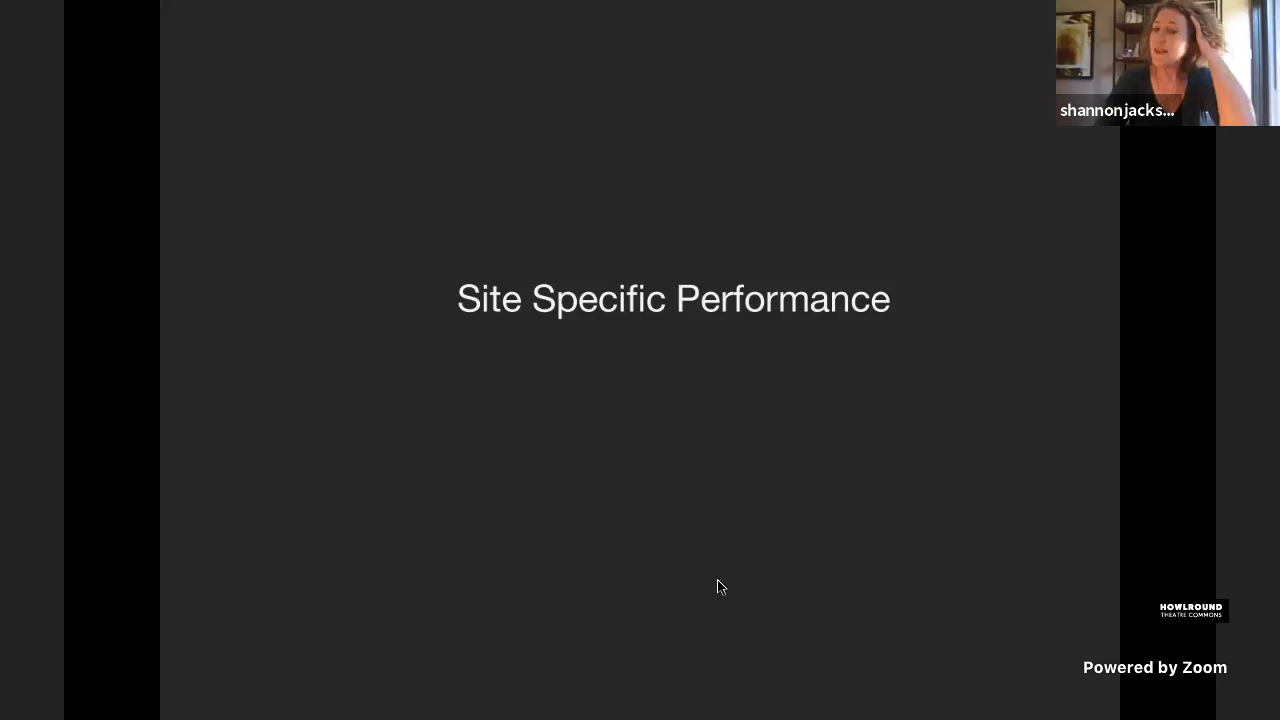 shannonjacks...
Site Specific Performance
HOWLROUND
THEATRE COMMONS
Powered by Zoom